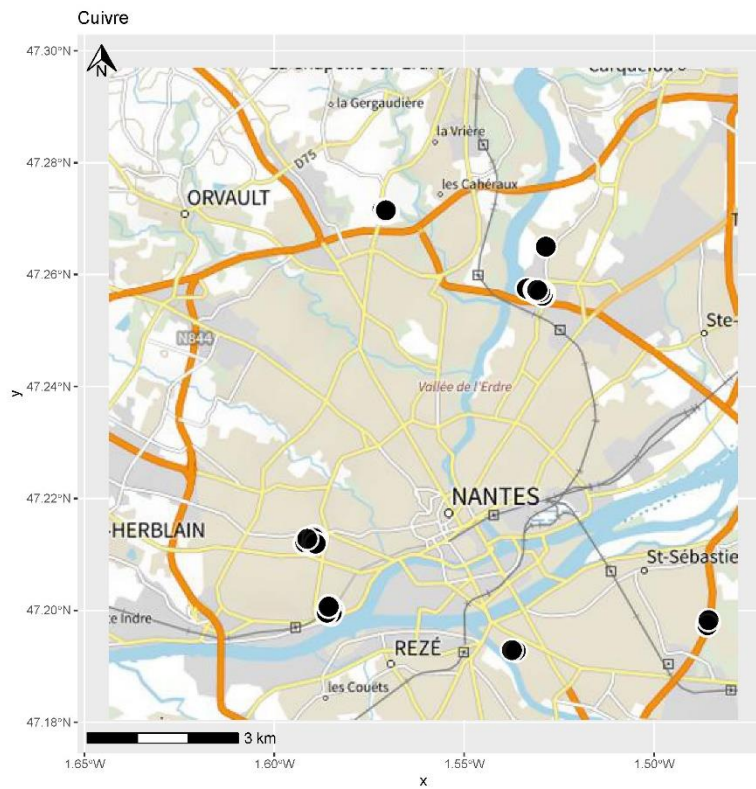 Cuivre
47.30°N
N
la Gergaudière
la Vrière
47.28°N
D75
les Cahéraux
ORVAULT
47.26°N
Ste-
N844
47.24°N
Vallée de l'Erdre
y
47.22°N
NANTES
-HERBLAIN
St-Sébastie
47.20°N
te Indre
REZÉ
les Couëts
47.18°N
3 km
1.65°W
1.60°W
1.55°W
1.50°W
x